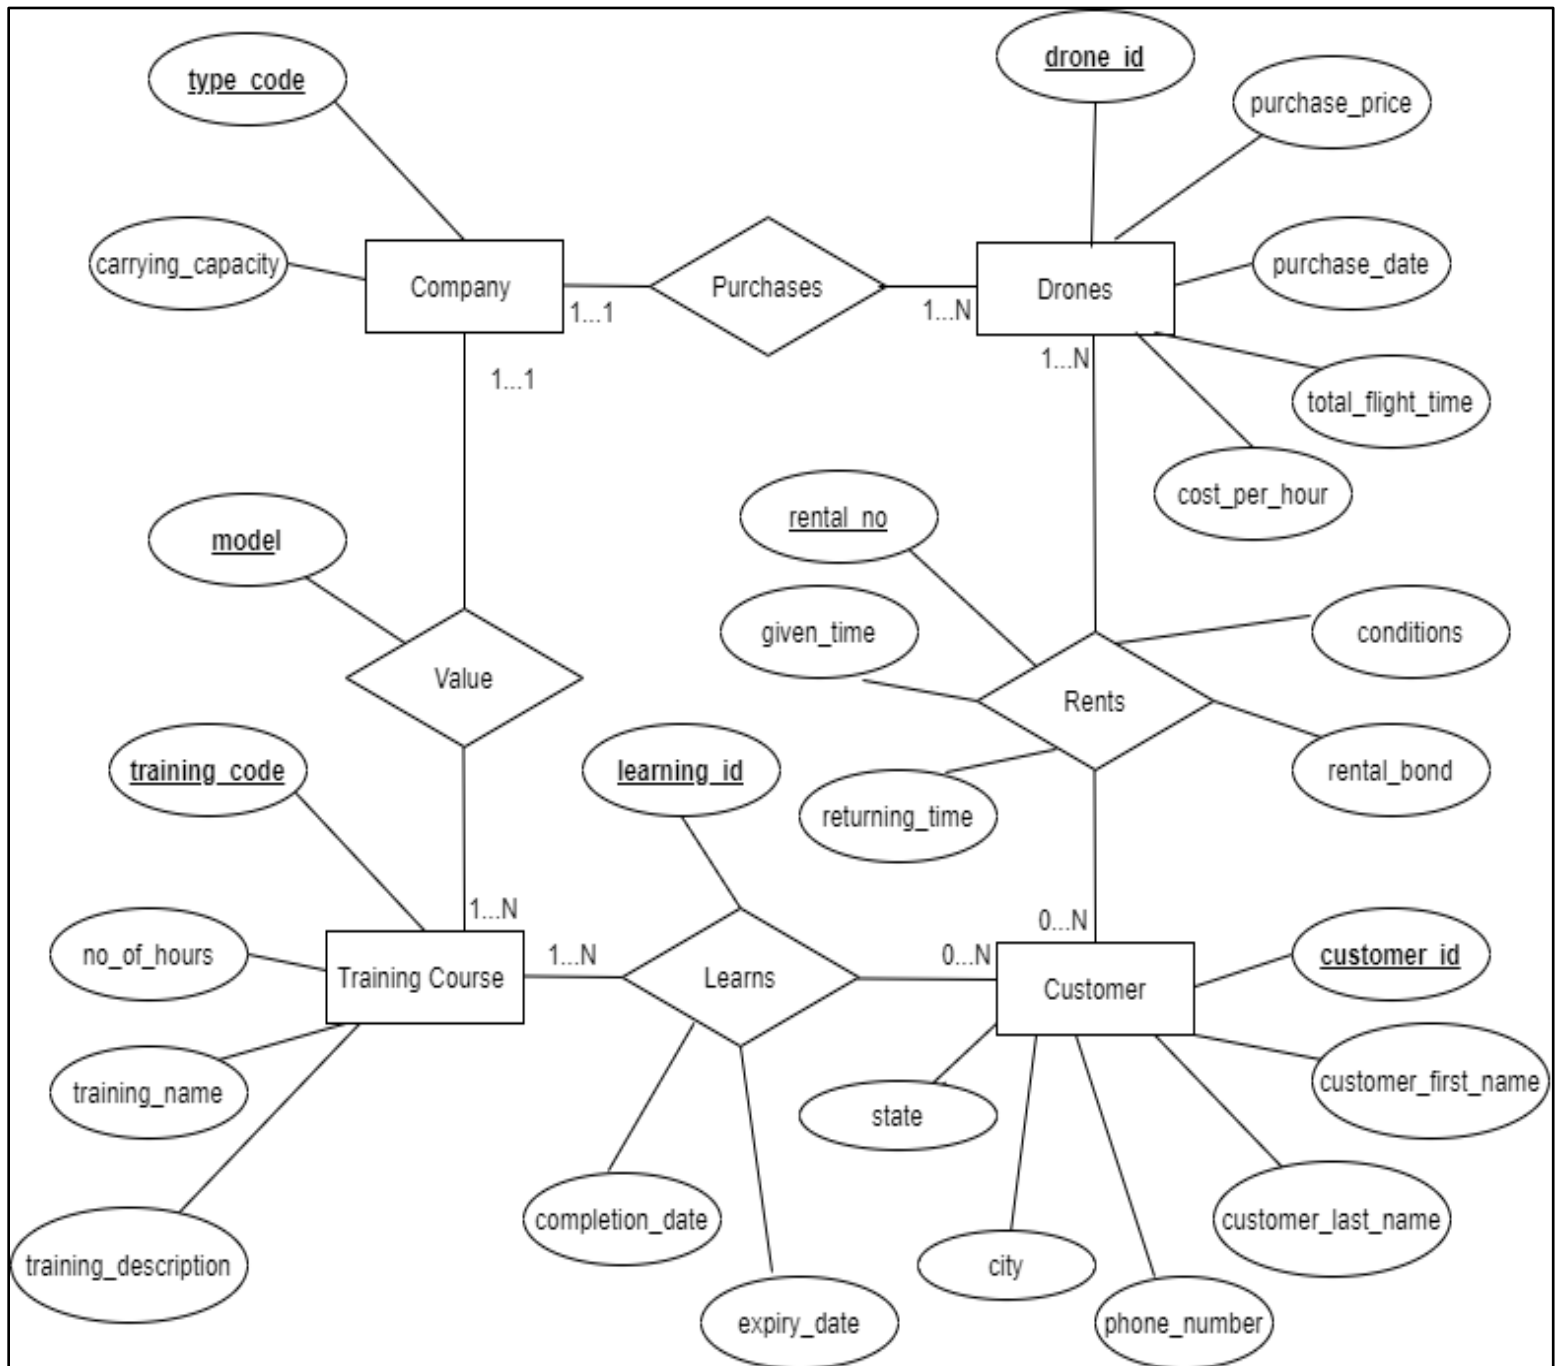 type_code
drone_id
purchase_price
carrying_capacity
Company
Purchases
Drones
purchase_date
1...1
1...N
1...N
1...1
total_flight_time
cost_per_hour
rental_no
model
given_time
conditions
Value
Rents
training_code
learning_id
rental_bond
returning_time
1...N
1...N
0...N
0...N
no_of_hours
Training Course
Learns
Customer
customer_id
training_name
state
customer_first_name
completion_date
customer_last_name
training_description
city
expiry_date
phone_number